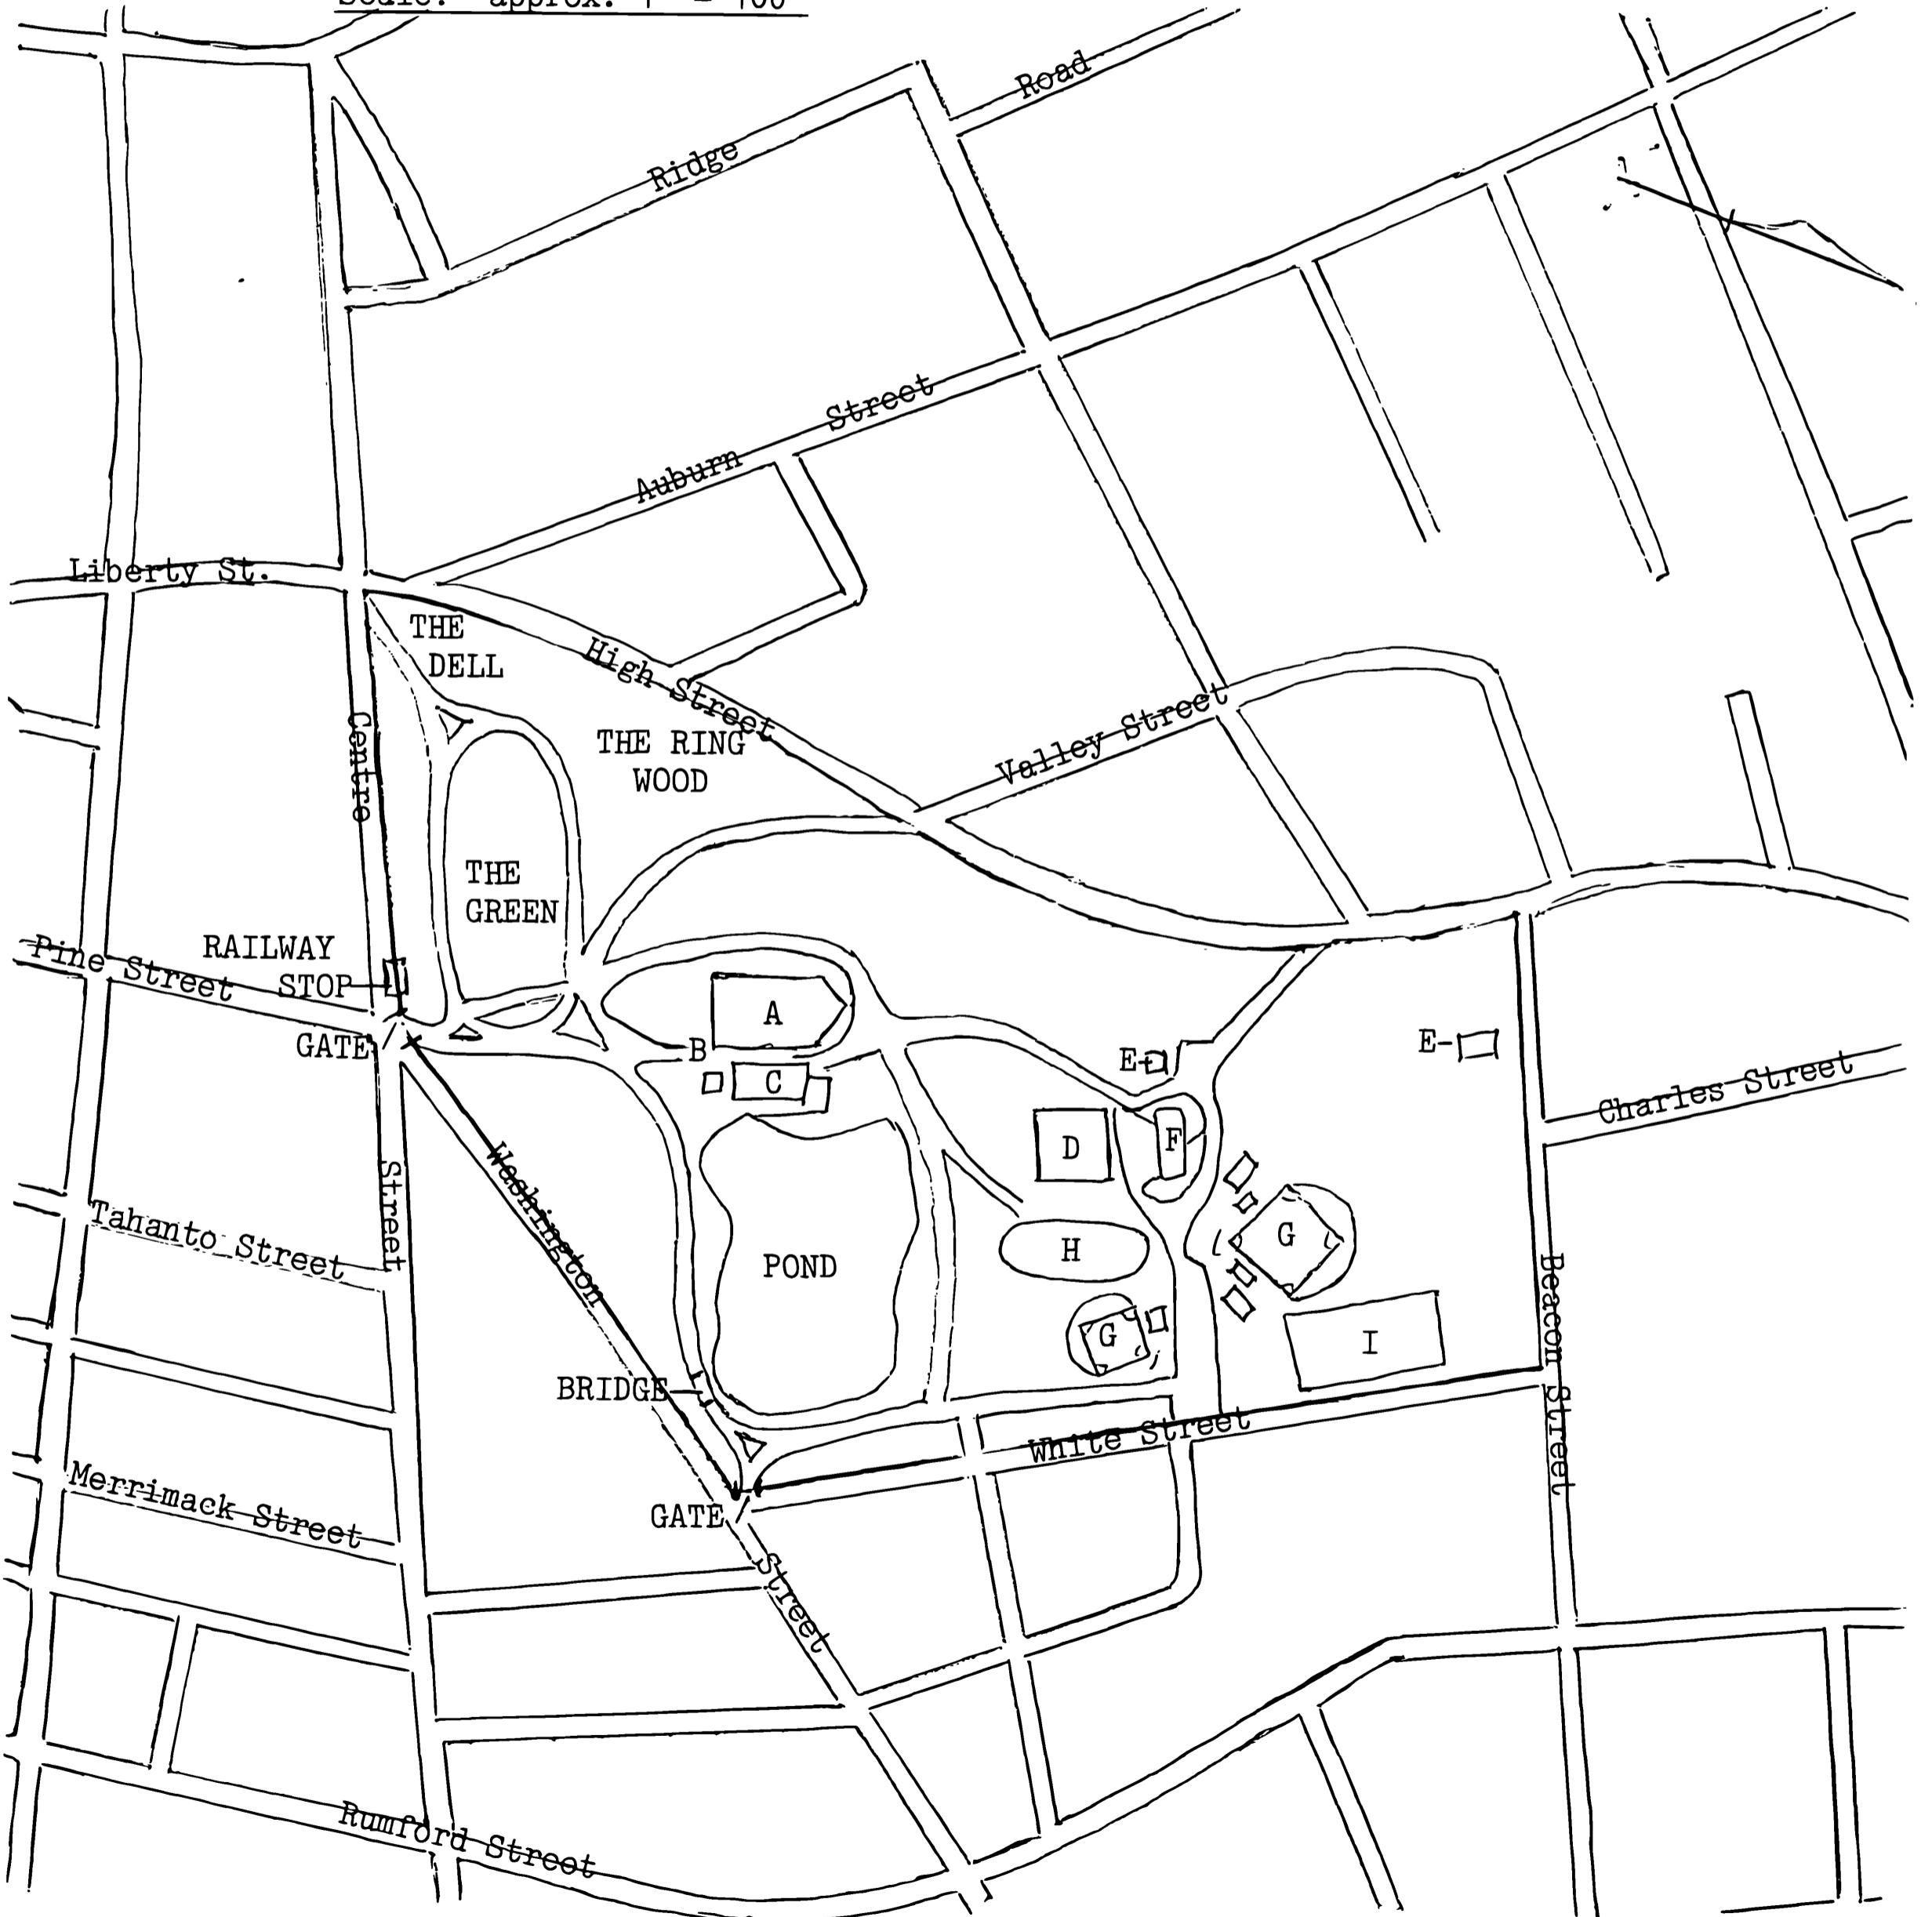 Scale: approx.
Road
Ridge
Street
Auburn
Liberty St.
THE
DELL
High Street
THE RING
WOOD
Valley Street
Centre
THE
GREEN
RAILWAY
STOP
Pine Street
GATE
A
B
C
E
E
Charles Street
D
F
Washington
Street
Tahanto Street
G
H
POND
Beacon Street
G
I
BRIDGE
White Street
Merrimack Street
GATE
Street
Rumford Street